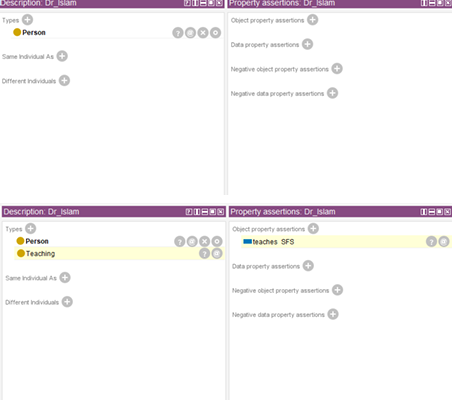 Description: Dr_Islam
Types
Person
Same Individual As
Different Individuals
Property assertions: Dr_Islam
Object property assertions
Data property assertions
Negative object property assertions
Negative data property assertions
Description: Dr_Islam
Types
Person
Teaching
Same Individual As
Different Individuals
Property assertions: Dr_Islam
Object property assertions
teaches SFS
Data property assertions
Negative object property assertions
Negative data property assertions